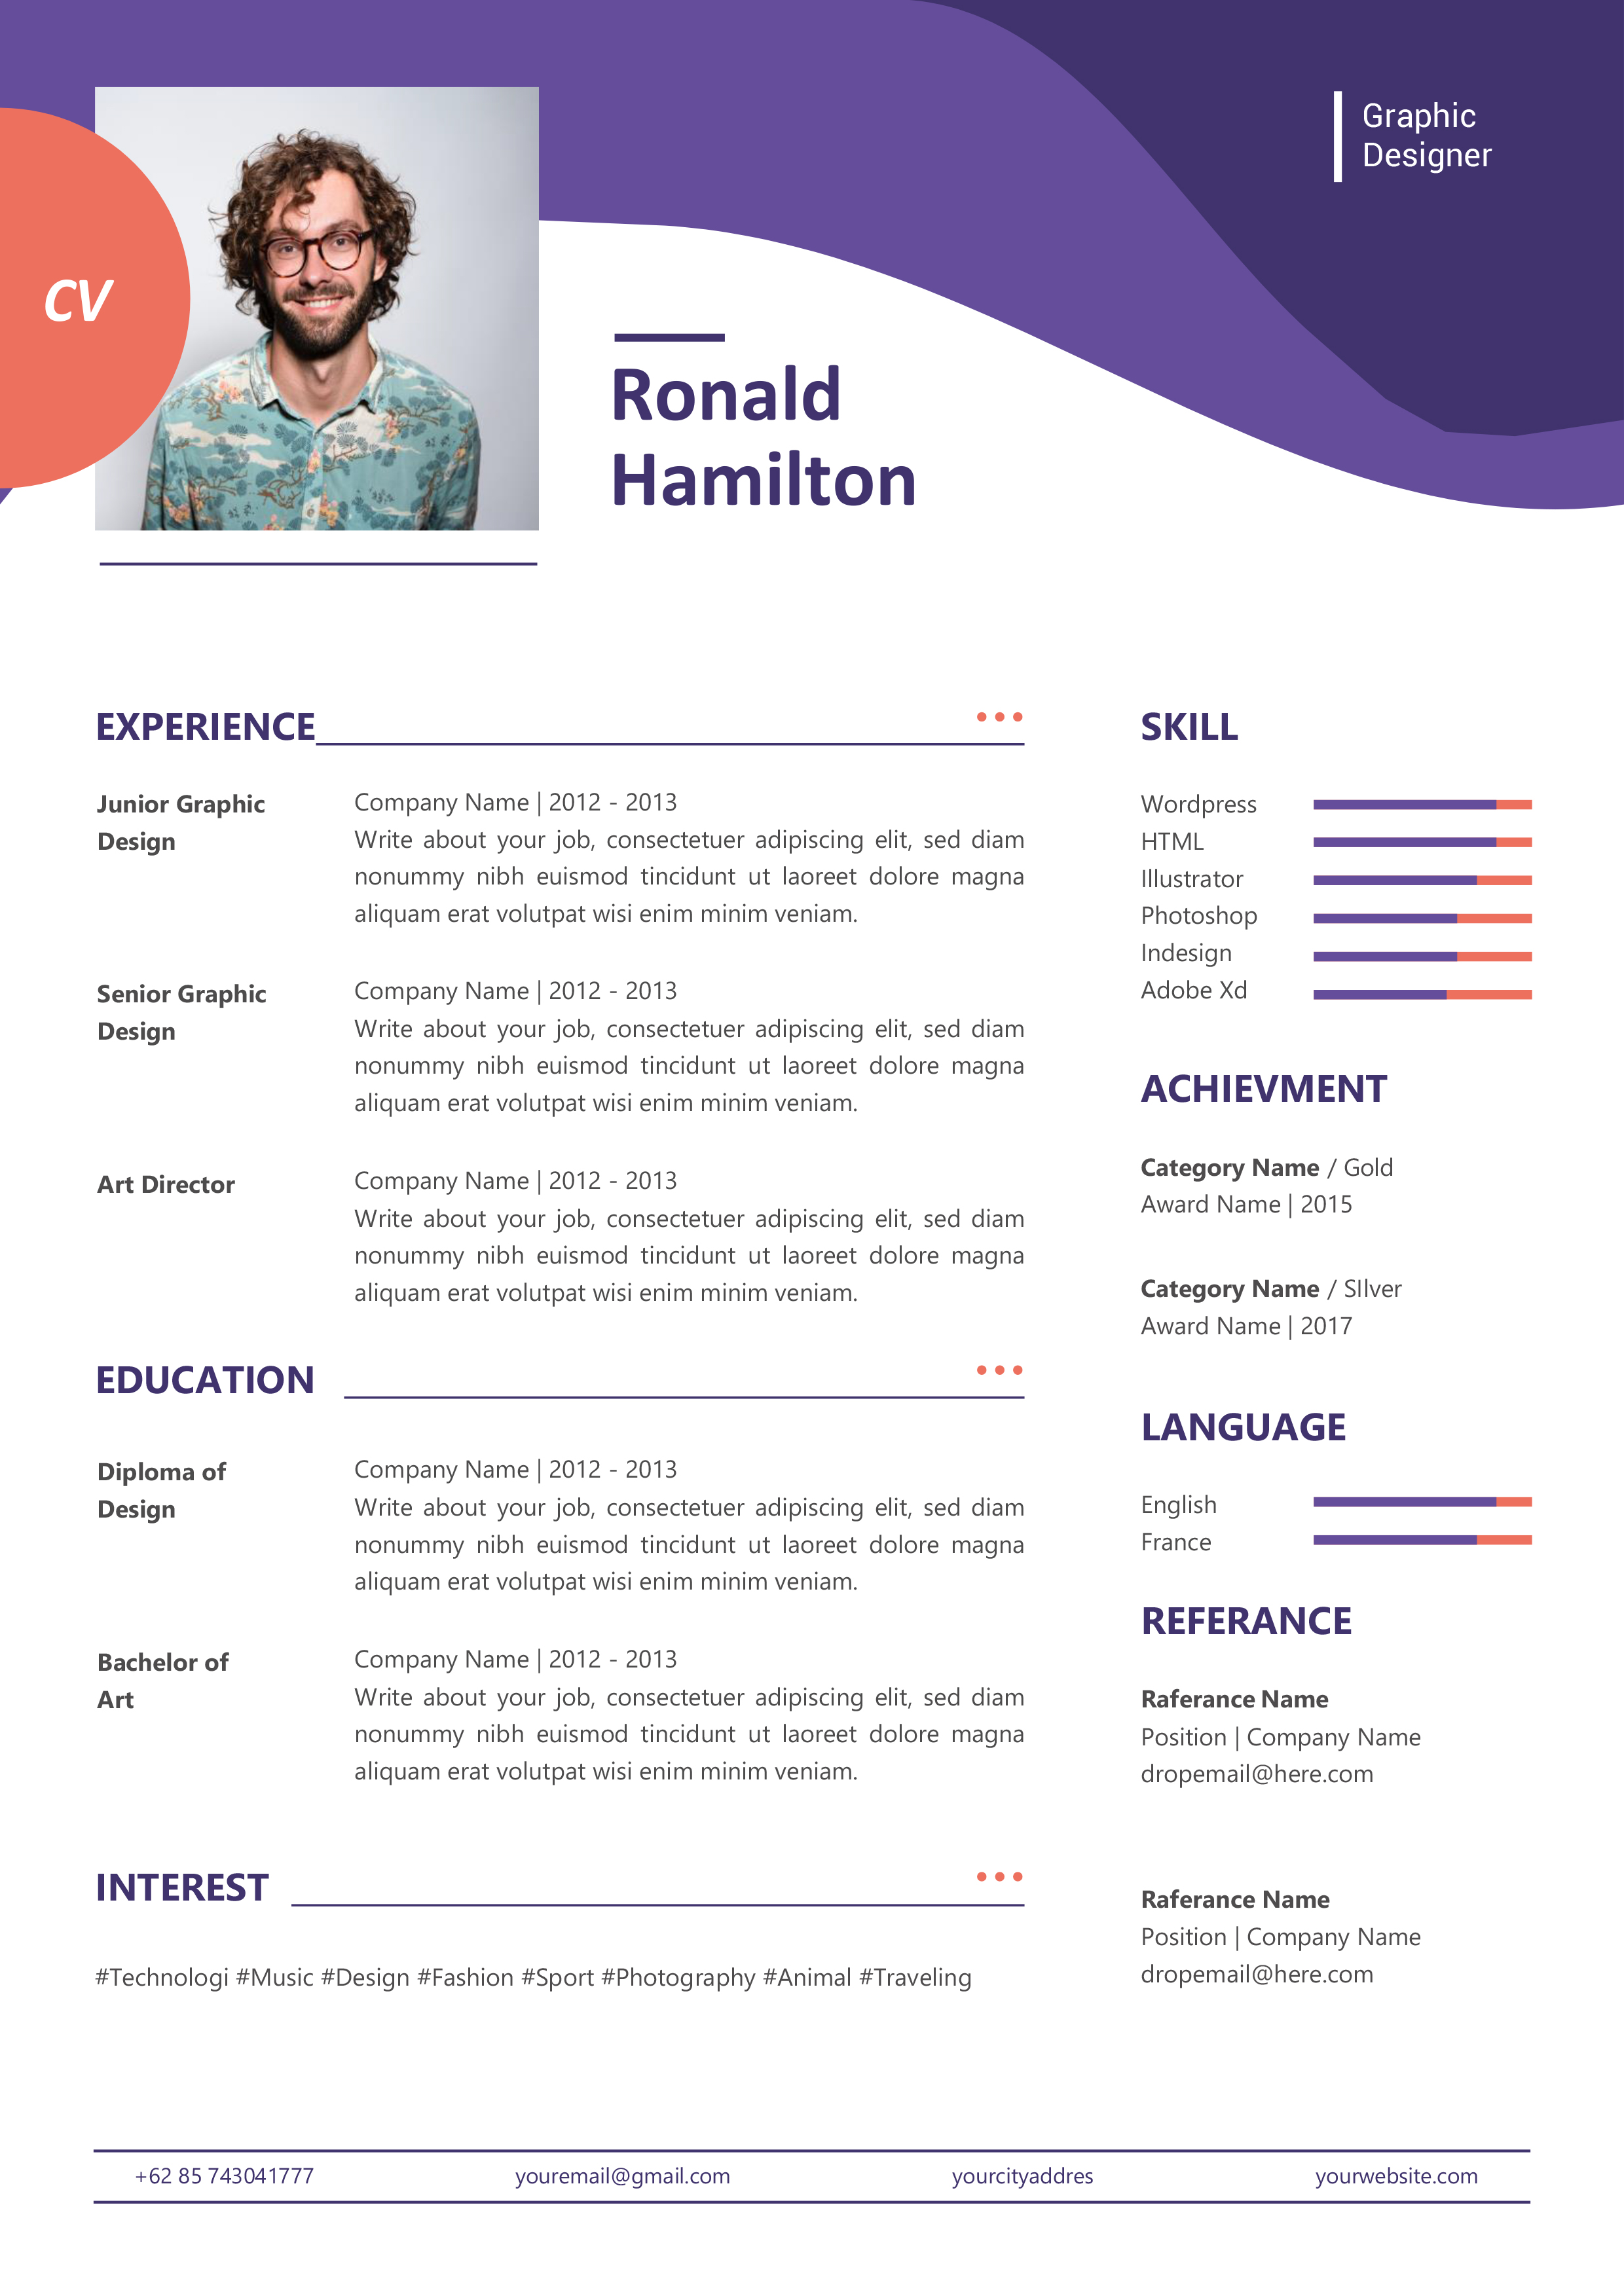 Graphic
Designer
CV
Ronald
Hamilton
EXPERIENCE
Junior Graphic
Design
Company Name | 2012 - 2013
Write about your job, consectetuer adipiscing elit, sed diam
nonummy nibh euismod tincidunt ut laoreet dolore magna
aliquam erat volutpat wisi enim minim veniam.
Senior Graphic
Design
Company Name | 2012 - 2013
Write about your job, consectetuer adipiscing elit, sed diam
nonummy nibh euismod tincidunt ut laoreet dolore magna
aliquam erat volutpat wisi enim minim veniam.
Art Director
Company Name | 2012 - 2013
Write about your job, consectetuer adipiscing elit, sed diam
nonummy nibh euismod tincidunt ut laoreet dolore magna
aliquam erat volutpat wisi enim minim veniam.
EDUCATION
Diploma of
Design
Company Name | 2012 - 2013
Write about your job, consectetuer adipiscing elit, sed diam
nonummy nibh euismod tincidunt ut laoreet dolore magna
aliquam erat volutpat wisi enim minim veniam.
Bachelor of
Art
Company Name | 2012 - 2013
Write about your job, consectetuer adipiscing elit, sed diam
nonummy nibh euismod tincidunt ut laoreet dolore magna
aliquam erat volutpat wisi enim minim veniam.
INTEREST
#Technologi #Music #Design #Fashion #Sport #Photography #Animal #Traveling
SKILL
Wordpress
HTML
Illustrator
Photoshop
Indesign
Adobe Xd
ACHIEVMENT
Category Name / Gold
Award Name | 2015
Category Name / SIlver
Award Name | 2017
LANGUAGE
English
France
REFERANCE
Raferance Name
Position | Company Name
dropemail@here.com
Raferance Name
Position | Company Name
dropemail@here.com
+62 85 743041777 youremail@gmail.com yourcityaddres yourwebsite.com